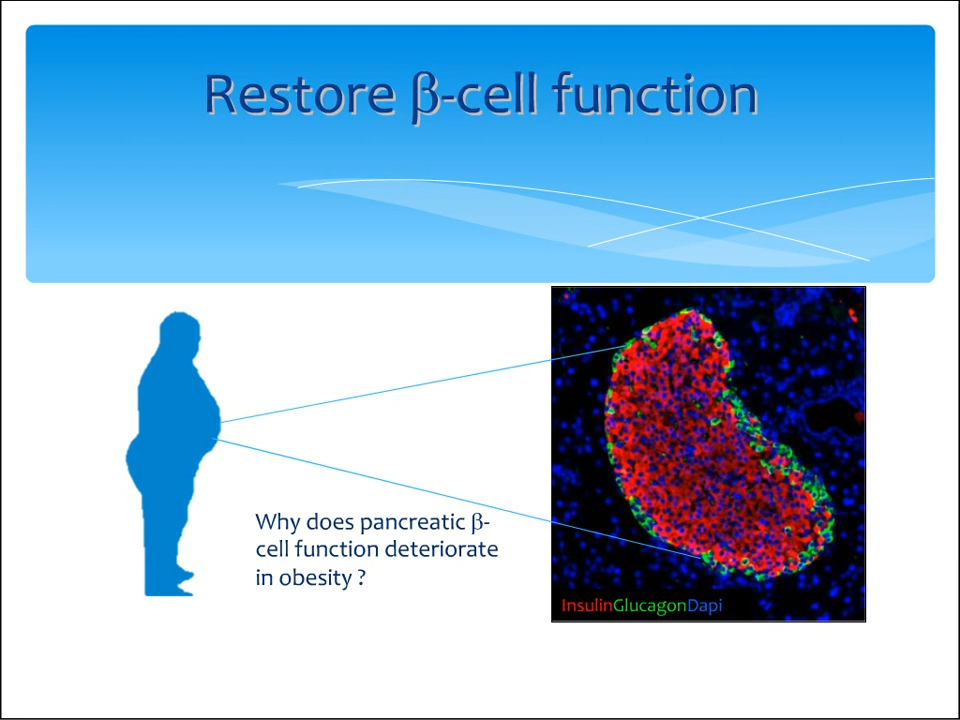 Restore β-cell function
Why does pancreatic β-
cell function deteriorate
in obesity ?
InsulinGlucagonDapi